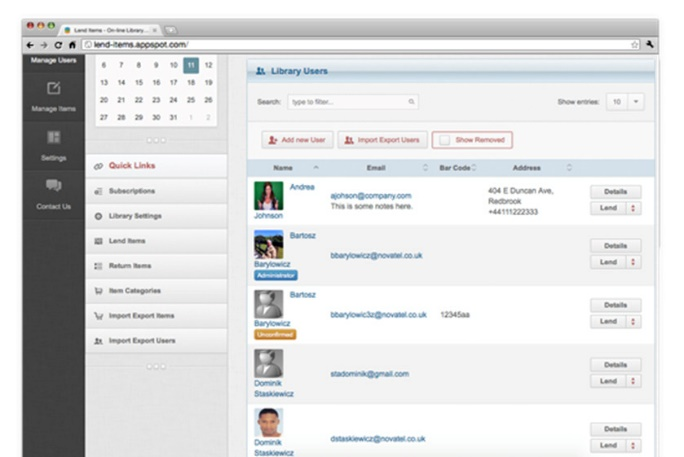 Lend Items - On-line Library...
lend-items.appspot.com/
Manage Users
Manage Items
Settings
Contact Us
6 7 8 9 10 11 12
13 14 15 16 17 18 19
20 21 22 23 24 25 26
27 28 29 30 31 1 2
Quick Links
Subscriptions
Library Settings
Lend Items
Return Items
Item Categories
Import Export Items
Import Export Users
Library Users
Search: type to filter...
Show entries: 10
Add new User
Import Export Users
Show Removed
Name Email Bar Code Address
Andrea
Johnson
ajohson@company.com
This is some notes here.
404 E Duncan Ave,
Redbrook
+44111222333
Details
Lend
Bartosz
Barylowicz
Administrator
bbarylowicz@novatel.co.uk
Details
Lend
Bartosz
Barylowicz
Unconfirmed
bbarylowic3z@novatel.co.uk
12345aa
Details
Lend
Dominik
Staskiewicz
stadominik@gmail.com
Details
Lend
Dominik
Staskiewicz
dstaskiewicz@novatel.co.uk
Details
Lend